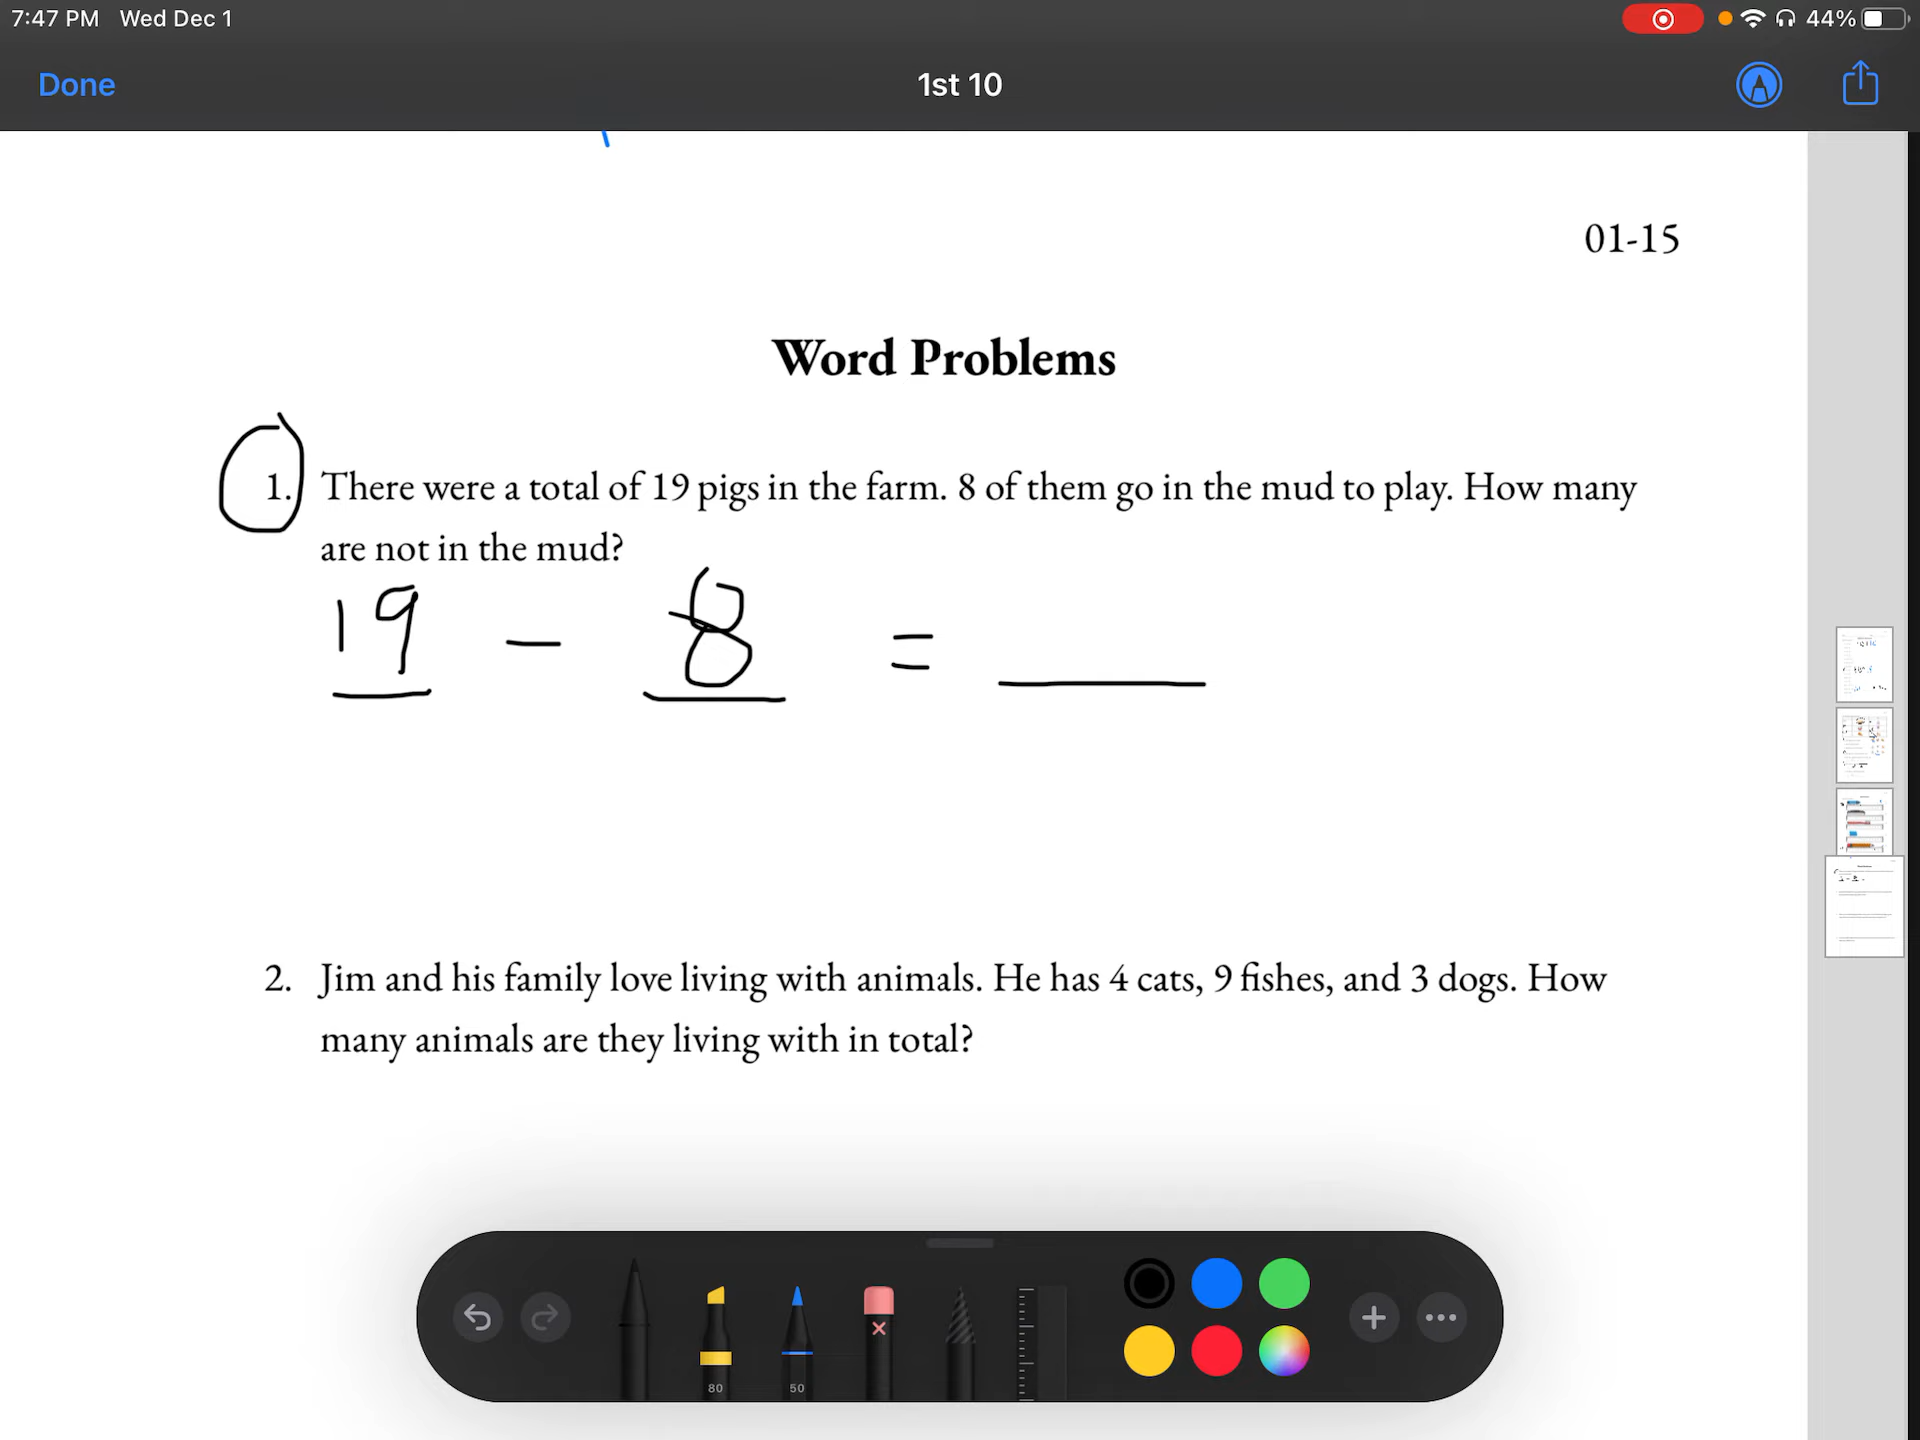 7:47 PM Wed Dec 1
44%
Done
1st 10
01-15
Word Problems
1. There were a total of 19 pigs in the farm. 8 of them go in the mud to play. How many
are not in the mud?
19 - 8 =
2. Jim and his family love living with animals. He has 4 cats, 9 fishes, and 3 dogs. How
many animals are they living with in total?
80
50